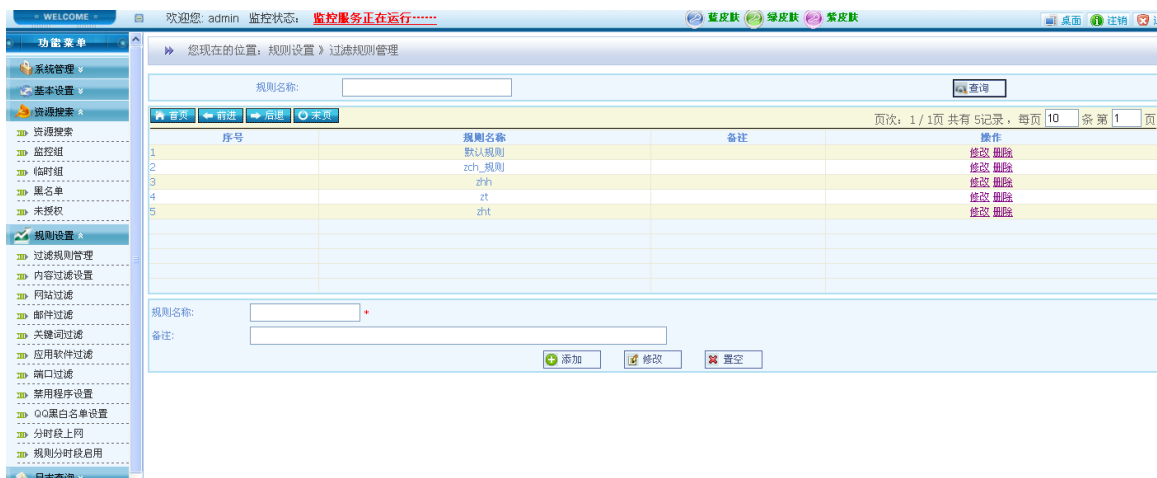 WELCOME
欢迎您: admin 监控状态: 监控服务正在运行······
蓝皮肤 绿皮肤 紫皮肤
桌面 注销
功能菜单
系统管理
基本设置
资源搜索
资源搜索
监控组
临时组
黑名单
未授权
规则设置
过滤规则管理
内容过滤设置
网站过滤
邮件过滤
关键词过滤
应用软件过滤
端口过滤
禁用程序设置
QQ黑白名单设置
分时段上网
规则分时段启用
日志查询
您现在的位置: 规则设置 》过滤规则管理
规则名称: 查询
首页 前进 后退 末页
页次: 1 / 1页 共有 5记录, 每页 10 条 第 1 页
序号 规则名称 备注 操作
1 默认规则 修改 删除
2 zch_规则 修改 删除
3 zhh 修改 删除
4 zt 修改 删除
5 zht 修改 删除
规则名称: *
备注:
添加 修改 置空